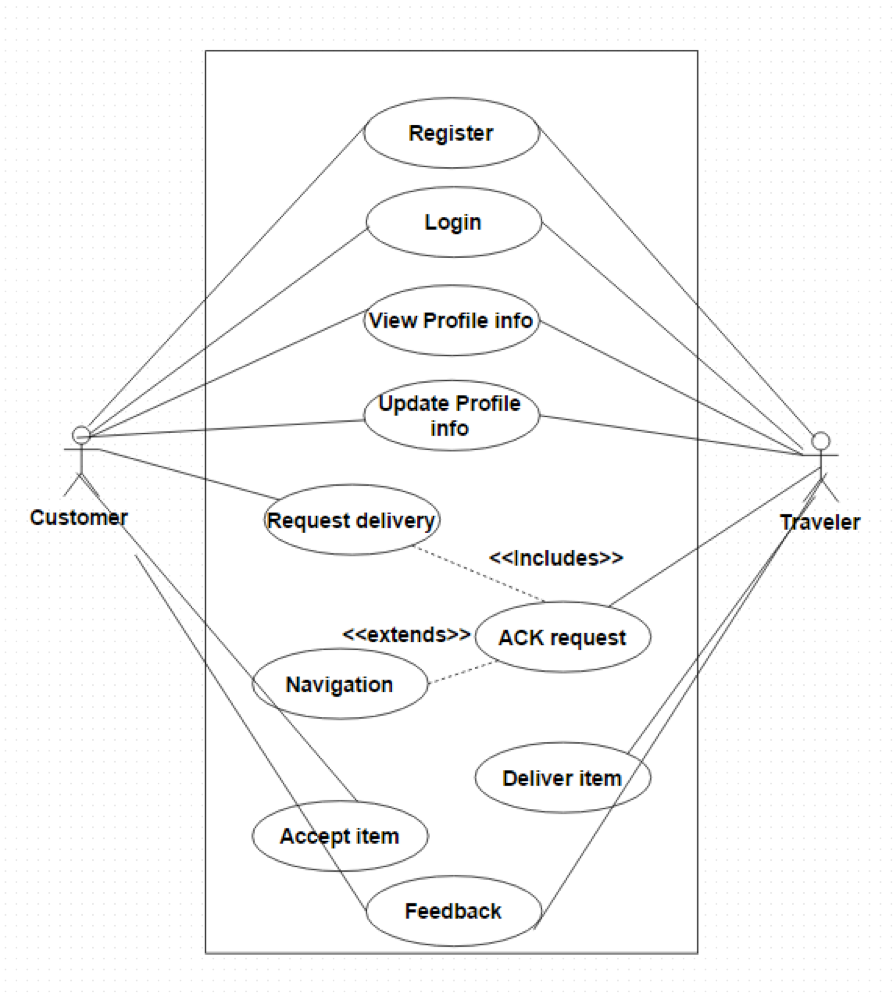 Register
Login
View Profile info
Update Profile
info
Customer
Request delivery
Traveler
<<Includes>>
<<extends>>
ACK request
Navigation
Deliver item
Accept item
Feedback